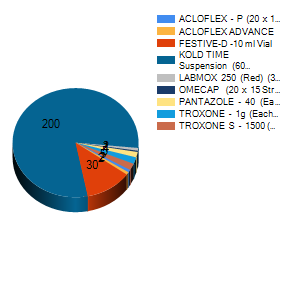 ACLOFLEX - P (20 x 1...
ACLOFLEX ADVANCE
FESTIVE-D -10 ml Vial
KOLD TIME
Suspension (60...
LABMOX 250 (Red) (3...
OMECAP (20 x 15 Str...
PANTAZOLE - 40 (Ea...
TROXONE - 1g (Each...
TROXONE S - 1500 (...
200
30
2